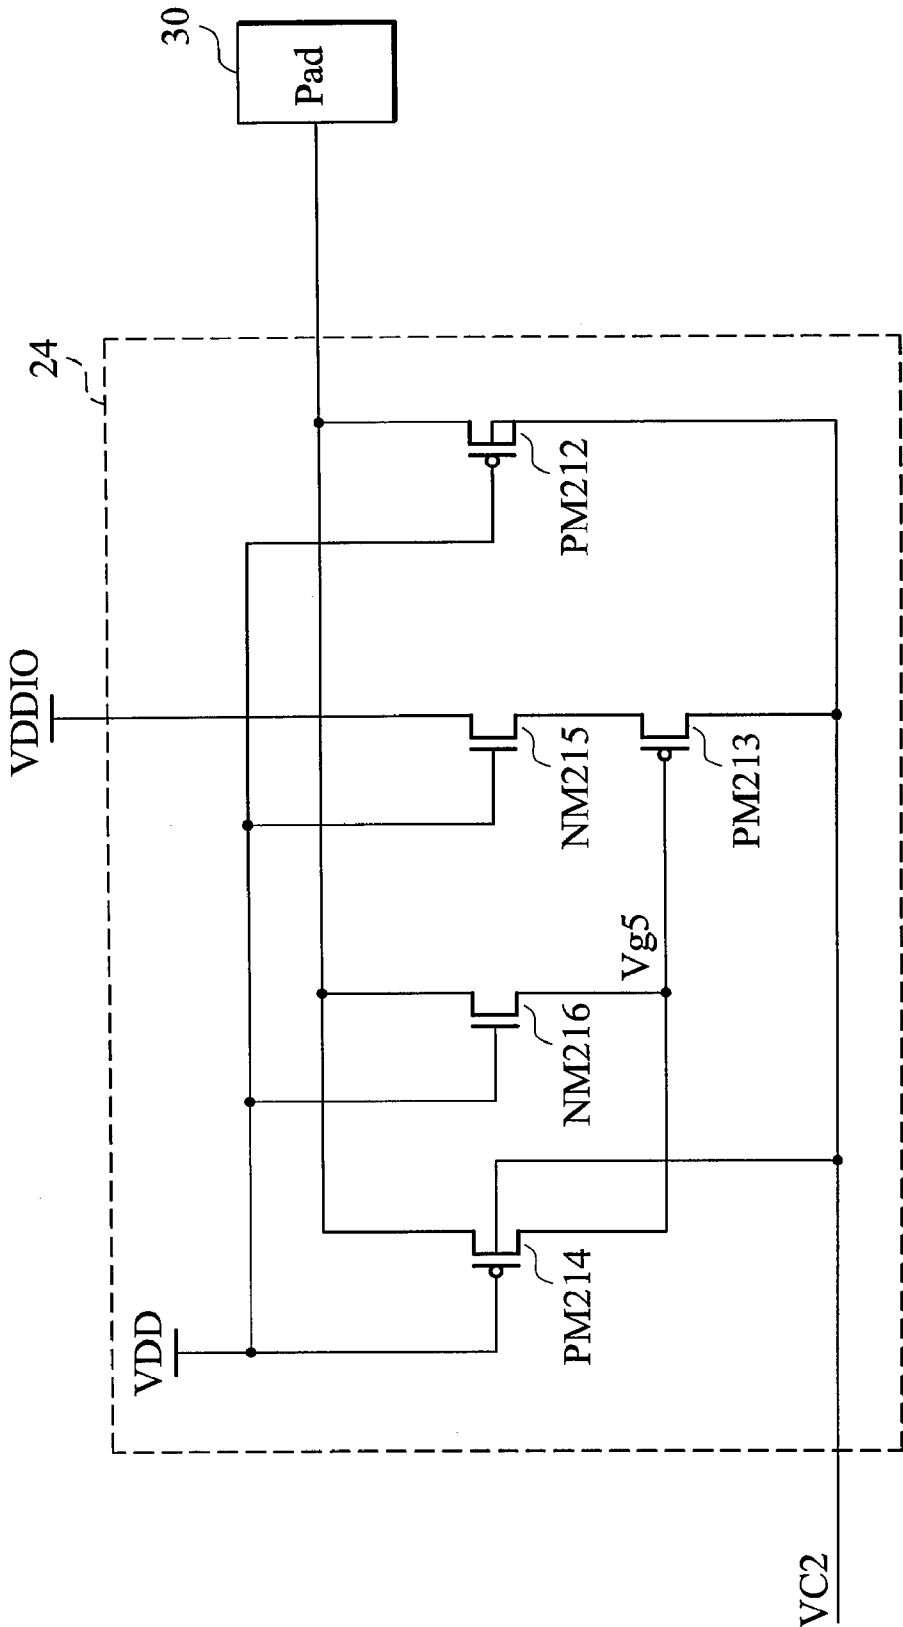 30
Pad
24
VDDIO
PM212
NM215
PM213
Vg5
NM216
VDD
PM214
VC2